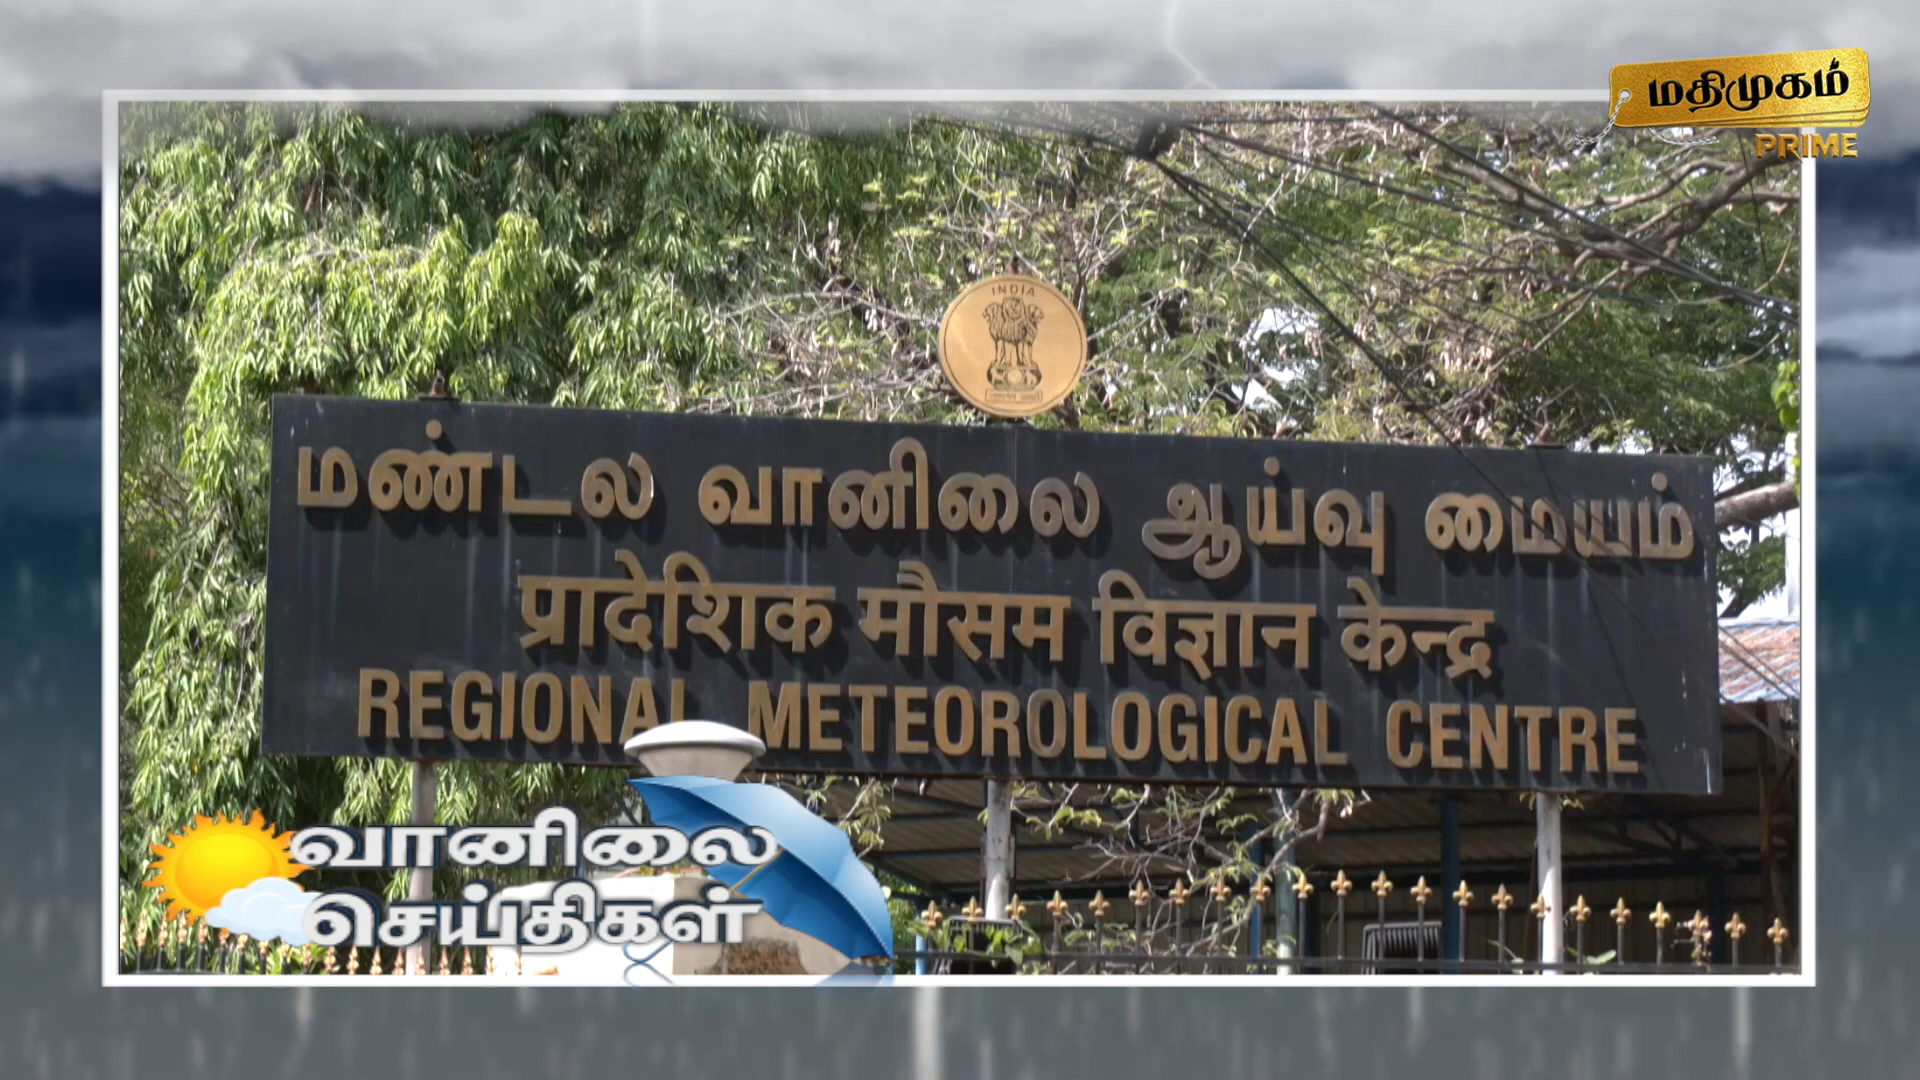 மதிமுகம்
PRIME
INDIA
மண்டல வானிலை ஆய்வு மையம்
प्रादेशिक मौसम विज्ञान केन्द्र
REGIONAL METEOROLOGICAL CENTRE
வானிலை
செய்திகள்